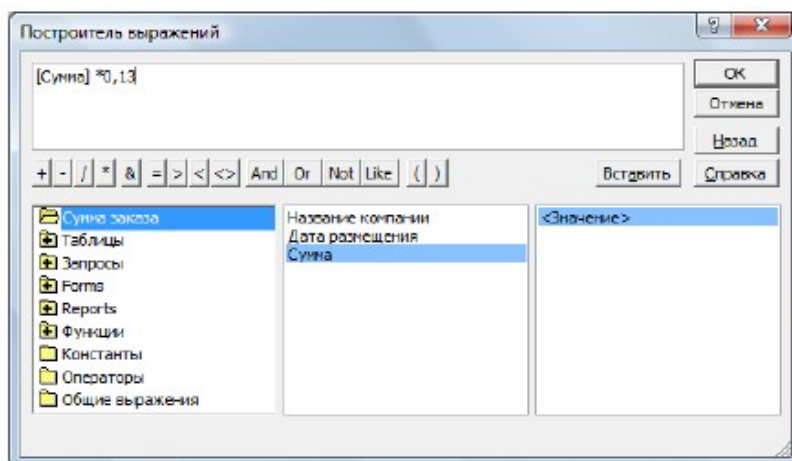 Построитель выражений
[Сумма] *0,13
ОК
Отмена
Назад
+ - / * & = > < <> And Or Not Like ( ) Вставить Справка
Сумма заказа
Таблицы
Запросы
Forms
Reports
Функции
Константы
Операторы
Общие выражения
Название компании
Дата размещения
Сумма
<Значение>